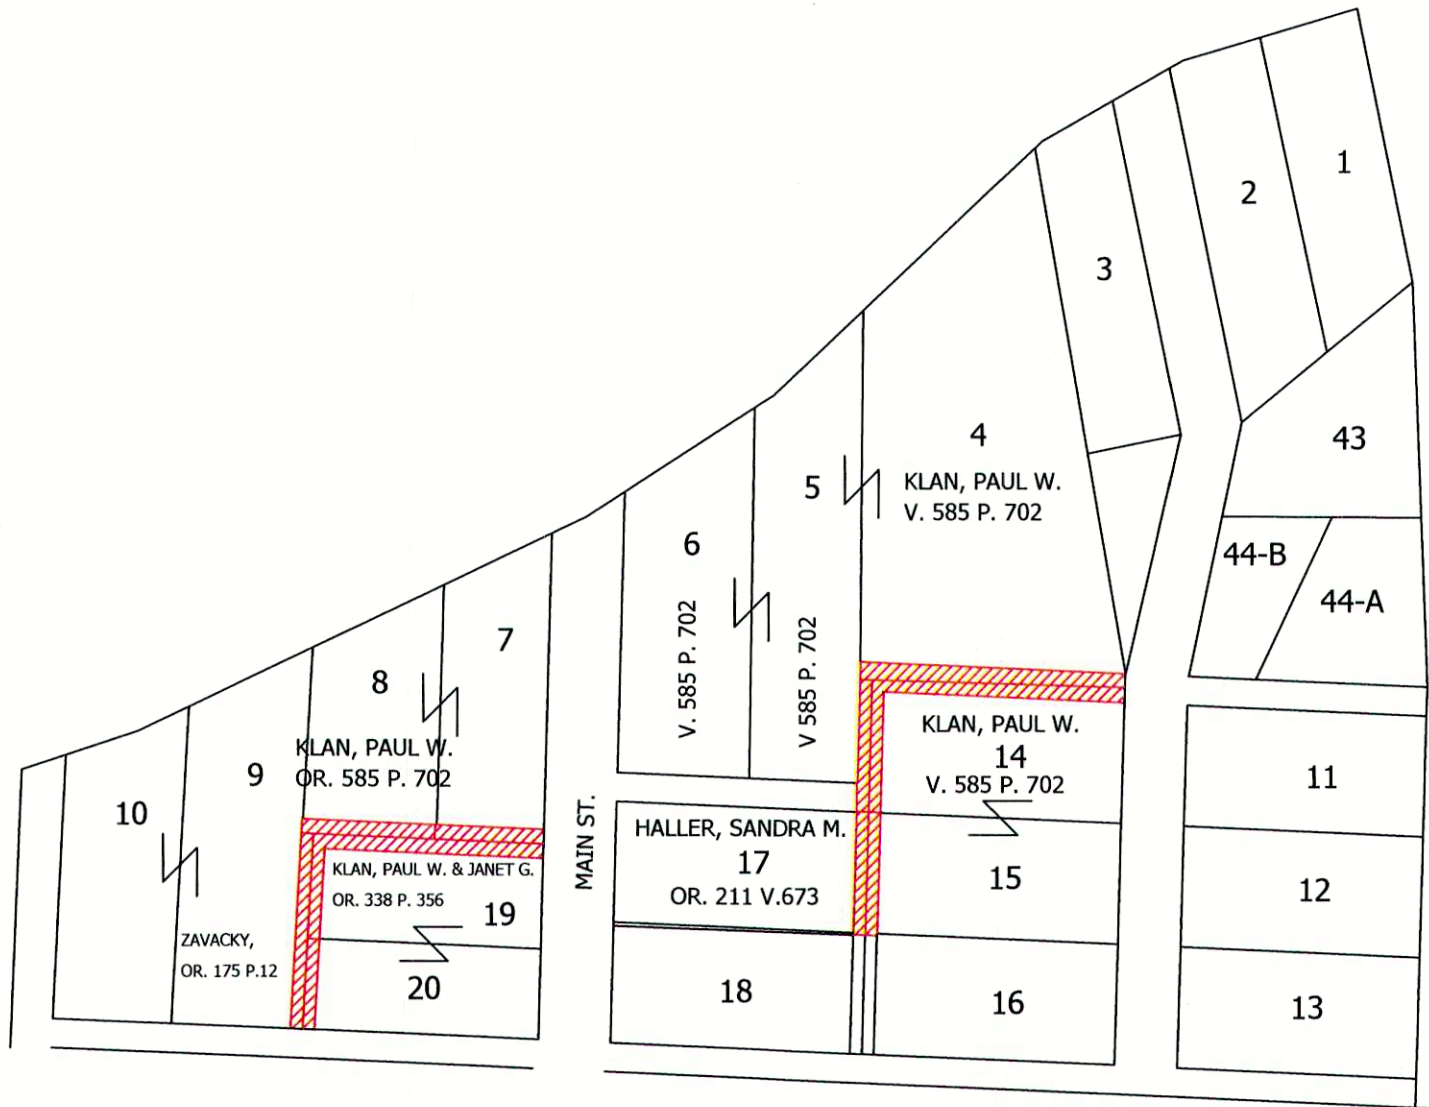 1
2
3
4
KLAN, PAUL W.
V. 585 P. 702
43
44-B
44-A
5
V 585 P. 702
6
V. 585 P. 702
7
8
KLAN, PAUL W.
OR. 585 P. 702
9
10
ZAVACKY,
OR. 175 P.12
KLAN, PAUL W. & JANET G.
OR. 338 P. 356
19
20
MAIN ST.
HALLER, SANDRA M.
17
OR. 211 V.673
18
KLAN, PAUL W.
14
V. 585 P. 702
15
16
11
12
13